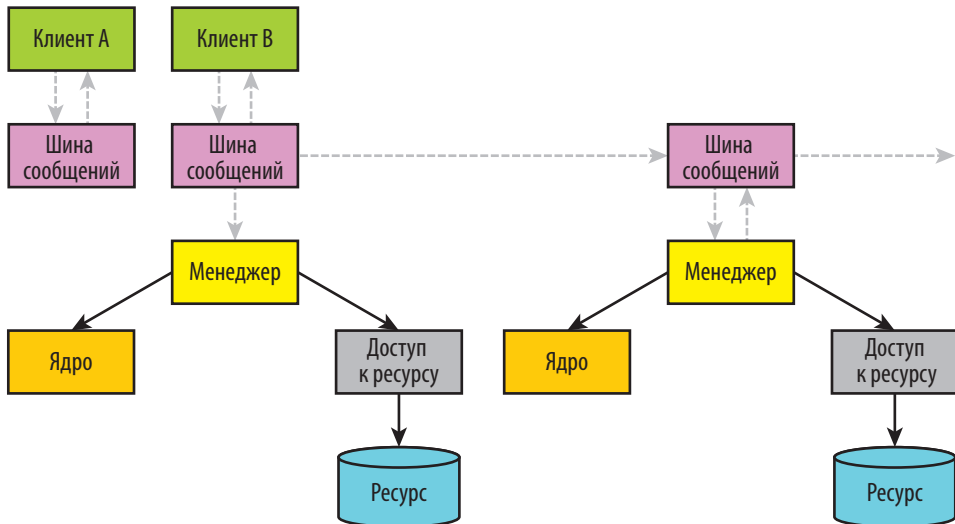 Клиент A
Клиент B
Шина
сообщений
Шина
сообщений
Шина
сообщений
Менеджер
Менеджер
Ядро
Доступ
к ресурсу
Ядро
Доступ
к ресурсу
Ресурс
Ресурс